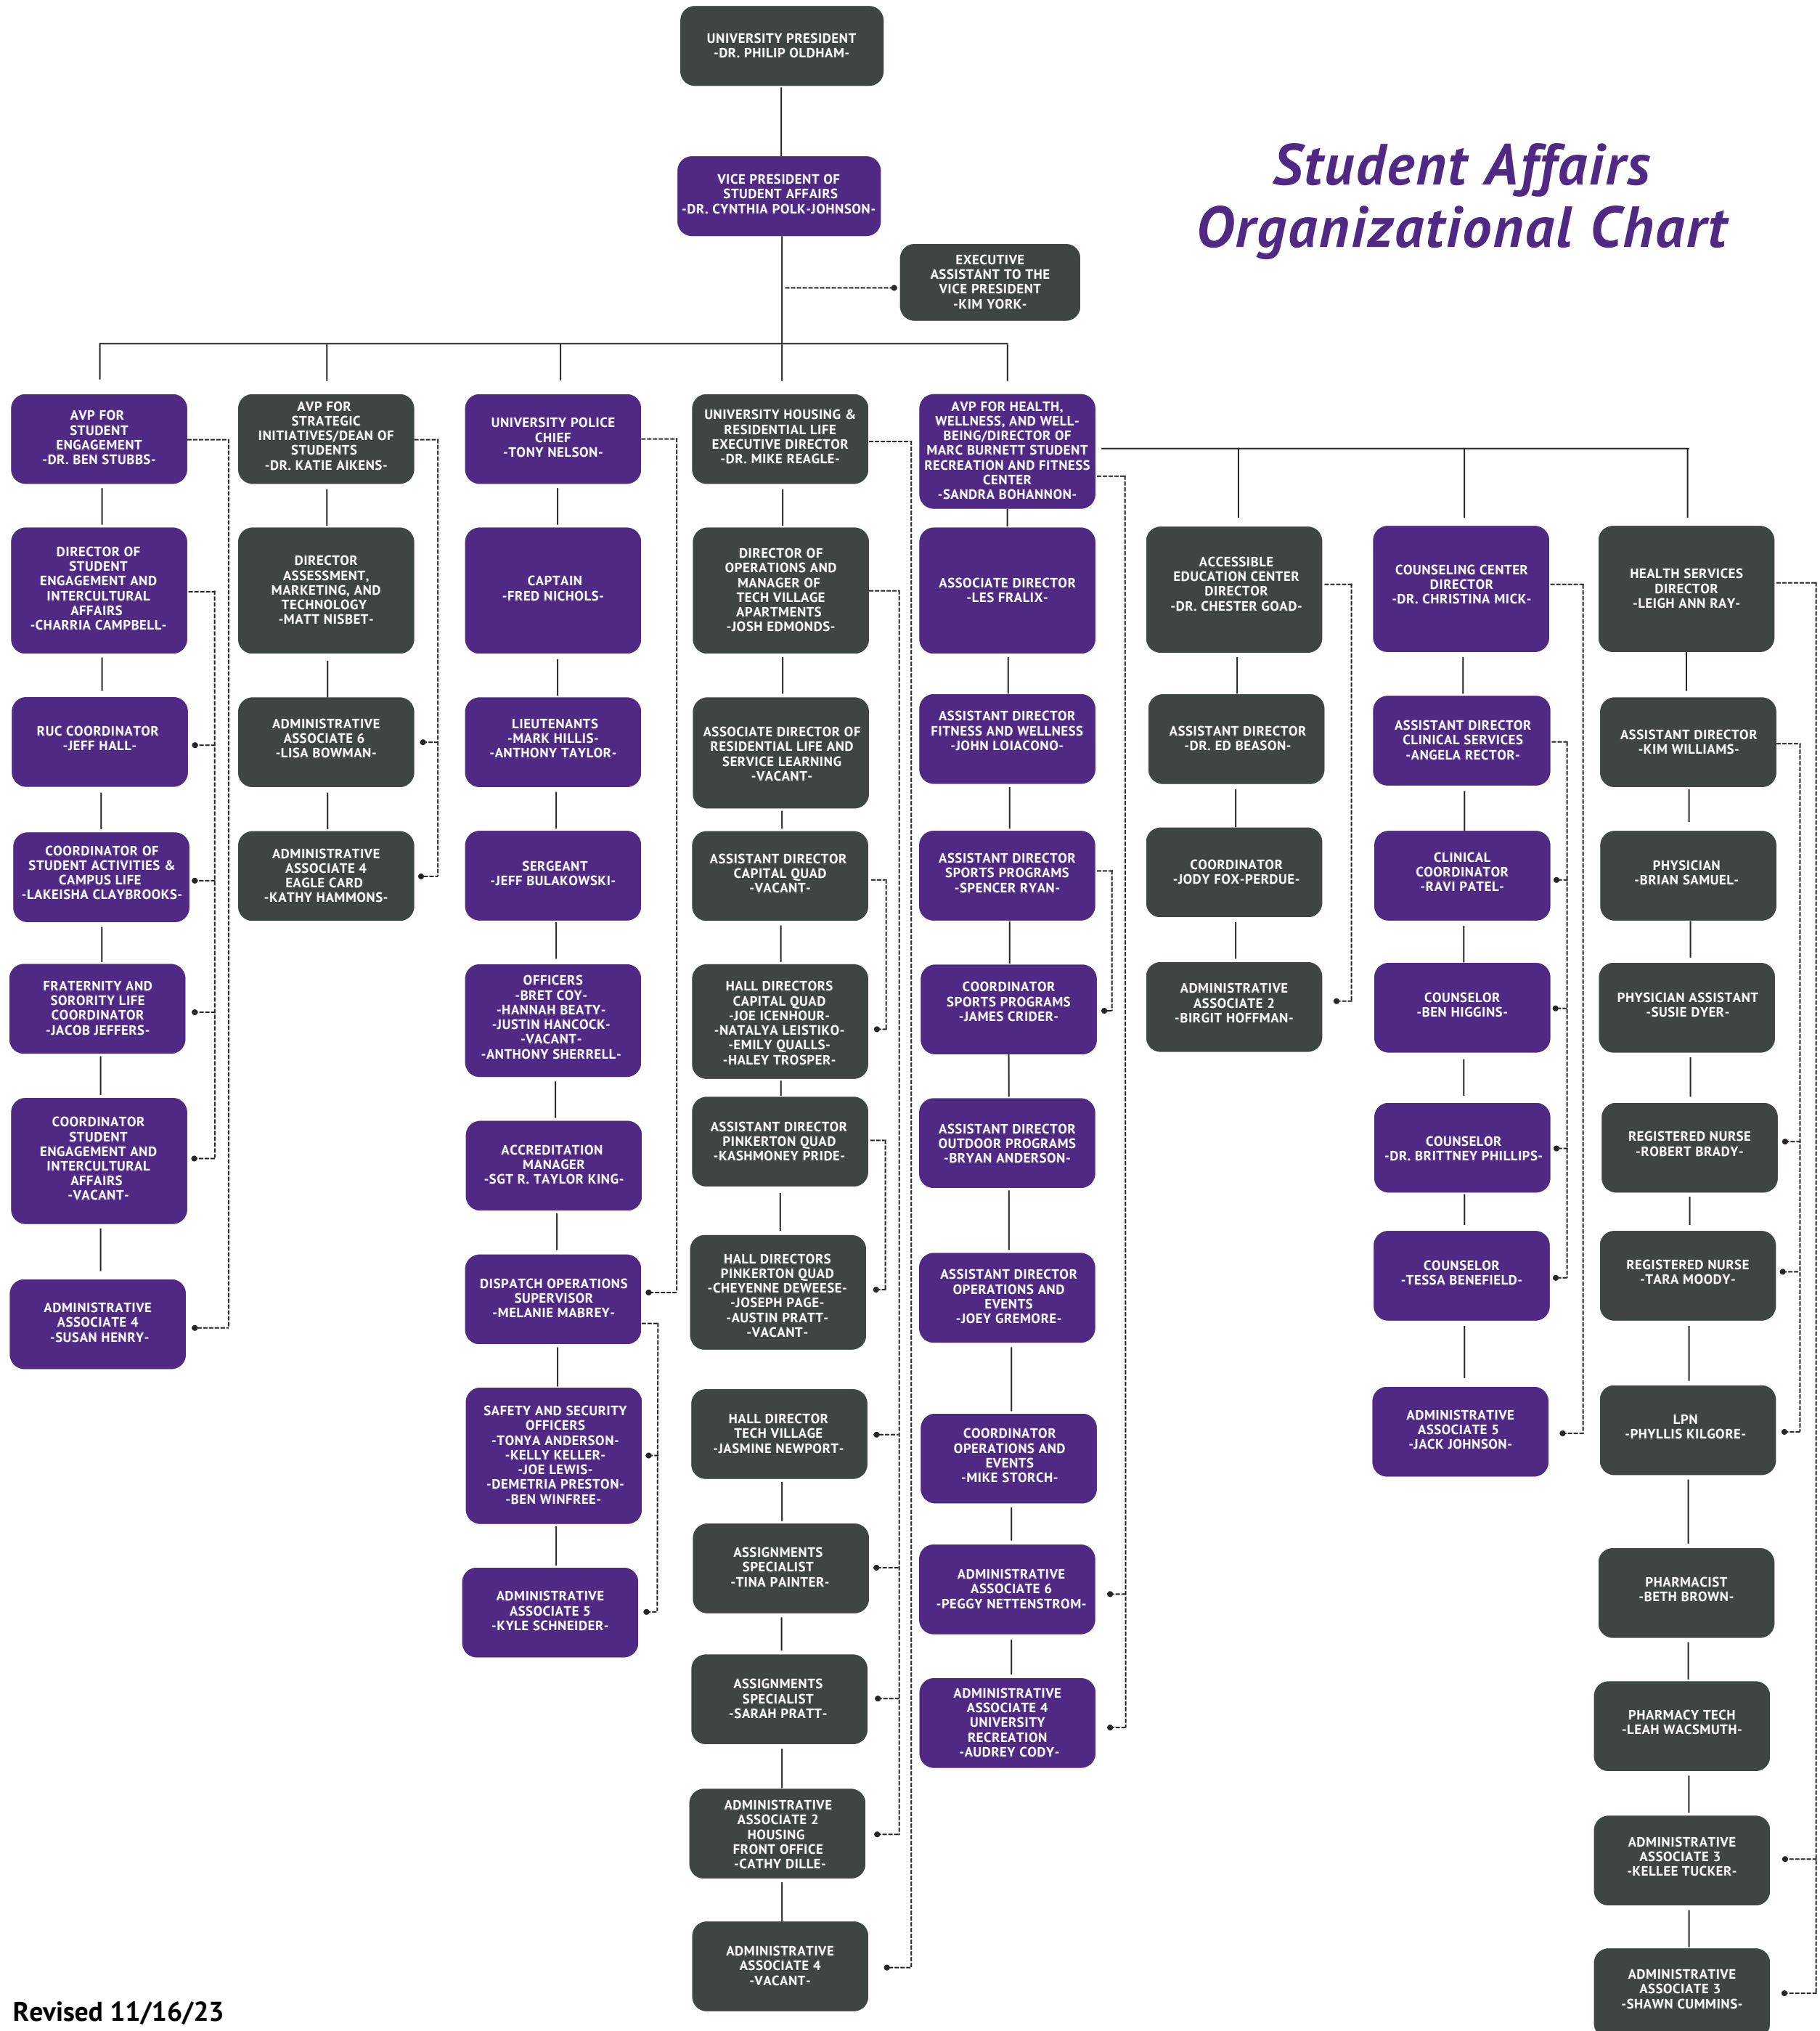 UNIVERSITY PRESIDENT
-DR. PHILIP OLDHAM-
VICE PRESIDENT OF
STUDENT AFFAIRS
-DR. CYNTHIA POLK-JOHNSON-
Student Affairs
Organizational Chart
EXECUTIVE
ASSISTANT TO THE
VICE PRESIDENT
-KIM YORK-
AVP FOR
STUDENT
ENGAGEMENT
-DR. BEN STUBBS-
DIRECTOR OF
STUDENT
ENGAGEMENT AND
INTERCULTURAL
AFFAIRS
-CHARRIA CAMPBELL-
RUC COORDINATOR
-JEFF HALL-
COORDINATOR OF
STUDENT ACTIVITIES &
CAMPUS LIFE
-LAKEISHA CLAYBROOKS-
FRATERNITY AND
SORORITY LIFE
COORDINATOR
-JACOB JEFFERS-
COORDINATOR
STUDENT
ENGAGEMENT AND
INTERCULTURAL
AFFAIRS
-VACANT-
ADMINISTRATIVE
ASSOCIATE 4
-SUSAN HENRY-
AVP FOR
STRATEGIC
INITIATIVES/DEAN OF
STUDENTS
-DR. KATIE AIKENS-
DIRECTOR
ASSESSMENT,
MARKETING, AND
TECHNOLOGY
-MATT NISBET-
ADMINISTRATIVE
ASSOCIATE 6
-LISA BOWMAN-
ADMINISTRATIVE
ASSOCIATE 4
EAGLE CARD
-KATHY HAMMONS-
UNIVERSITY POLICE
CHIEF
-TONY NELSON-
CAPTAIN
-FRED NICHOLS-
LIEUTENANTS
-MARK HILLIS-
-ANTHONY TAYLOR-
SERGEANT
-JEFF BULAKOWSKI-
OFFICERS
-BRET COY-
-HANNAH BEATY-
-JUSTIN HANCOCK-
-VACANT-
-ANTHONY SHERRELL-
ACCREDITATION
MANAGER
-SGT R. TAYLOR KING-
DISPATCH OPERATIONS
SUPERVISOR
-MELANIE MABREY-
SAFETY AND SECURITY
OFFICERS
-TONYA ANDERSON-
-KELLY KELLER-
-JOE LEWIS-
-DEMETRIA PRESTON-
-BEN WINFREE-
ADMINISTRATIVE
ASSOCIATE 5
-KYLE SCHNEIDER-
UNIVERSITY HOUSING &
RESIDENTIAL LIFE
EXECUTIVE DIRECTOR
-DR. MIKE REAGLE-
DIRECTOR OF
OPERATIONS AND
MANAGER OF
TECH VILLAGE
APARTMENTS
-JOSH EDMONDS-
ASSOCIATE DIRECTOR OF
RESIDENTIAL LIFE AND
SERVICE LEARNING
-VACANT-
ASSISTANT DIRECTOR
CAPITAL QUAD
-VACANT-
HALL DIRECTORS
CAPITAL QUAD
-JOE ICENHOUR-
-NATALYA LEISTIKO-
-EMILY QUALLS-
-HALEY TROSPER-
ASSISTANT DIRECTOR
PINKERTON QUAD
-KASHMONEY PRIDE-
HALL DIRECTORS
PINKERTON QUAD
-CHEYENNE DEWEESE-
-JOSEPH PAGE-
-AUSTIN PRATT-
-VACANT-
HALL DIRECTOR
TECH VILLAGE
-JASMINE NEWPORT-
ASSIGNMENTS
SPECIALIST
-TINA PAINTER-
ASSIGNMENTS
SPECIALIST
-SARAH PRATT-
ADMINISTRATIVE
ASSOCIATE 2
HOUSING
FRONT OFFICE
-CATHY DILLE-
ADMINISTRATIVE
ASSOCIATE 4
-VACANT-
AVP FOR HEALTH,
WELLNESS, AND WELL-
BEING/DIRECTOR OF
MARC BURNETT STUDENT
RECREATION AND FITNESS
CENTER
-SANDRA BOHANNON-
ASSOCIATE DIRECTOR
-LES FRALIX-
ASSISTANT DIRECTOR
FITNESS AND WELLNESS
-JOHN LOIACONO-
ASSISTANT DIRECTOR
SPORTS PROGRAMS
-SPENCER RYAN-
COORDINATOR
SPORTS PROGRAMS
-JAMES CRIDER-
ASSISTANT DIRECTOR
OUTDOOR PROGRAMS
-BRYAN ANDERSON-
ASSISTANT DIRECTOR
OPERATIONS AND
EVENTS
-JOEY GREMORE-
COORDINATOR
OPERATIONS AND
EVENTS
-MIKE STORCH-
ADMINISTRATIVE
ASSOCIATE 6
-PEGGY NETTENSTROM-
ADMINISTRATIVE
ASSOCIATE 4
UNIVERSITY
RECREATION
-AUDREY CODY-
ACCESSIBLE
EDUCATION CENTER
DIRECTOR
-DR. CHESTER GOAD-
ASSISTANT DIRECTOR
-DR. ED BEASON-
COORDINATOR
-JODY FOX-PERDUE-
ADMINISTRATIVE
ASSOCIATE 2
-BIRGIT HOFFMAN-
COUNSELING CENTER
DIRECTOR
-DR. CHRISTINA MICK-
ASSISTANT DIRECTOR
CLINICAL SERVICES
-ANGELA RECTOR-
CLINICAL
COORDINATOR
-RAVI PATEL-
COUNSELOR
-BEN HIGGINS-
COUNSELOR
-DR. BRITTNEY PHILLIPS-
COUNSELOR
-TESSA BENEFIELD-
ADMINISTRATIVE
ASSOCIATE 5
-JACK JOHNSON-
HEALTH SERVICES
DIRECTOR
-LEIGH ANN RAY-
ASSISTANT DIRECTOR
-KIM WILLIAMS-
PHYSICIAN
-BRIAN SAMUEL-
PHYSICIAN ASSISTANT
-SUSIE DYER-
REGISTERED NURSE
-ROBERT BRADY-
REGISTERED NURSE
-TARA MOODY-
LPN
-PHYLLIS KILGORE-
PHARMACIST
-BETH BROWN-
PHARMACY TECH
-LEAH WACSMUTH-
ADMINISTRATIVE
ASSOCIATE 3
-KELLEE TUCKER-
ADMINISTRATIVE
ASSOCIATE 3
-SHAWN CUMMINS-
Revised 11/16/23